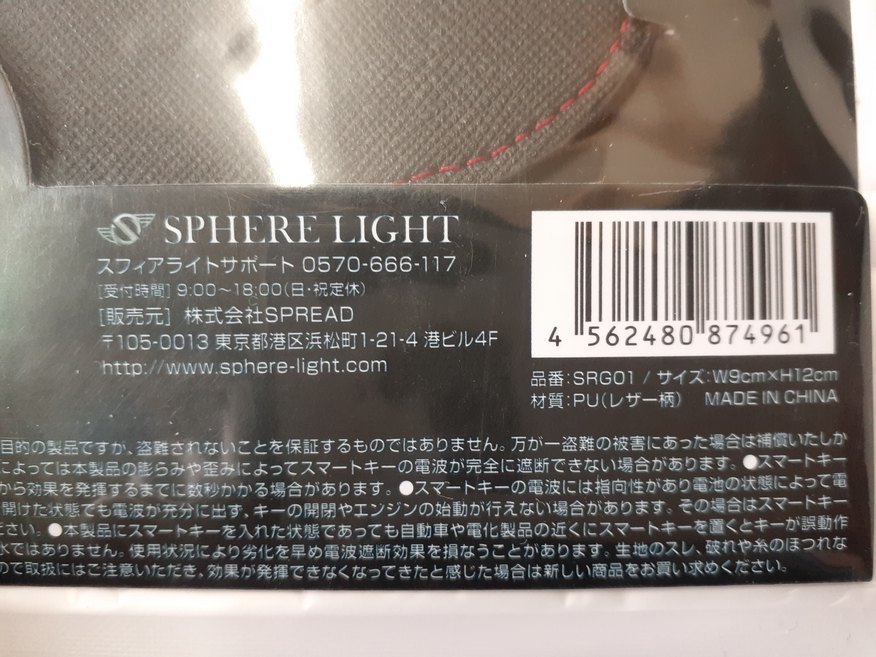 SPHERE LIGHT
スフィアライトサポート 0570-666-117
[受付時間] 9:00〜18:00(日・祝定休)
[販売元] 株式会社SPREAD
〒105-0013 東京都港区浜松町1-21-4 港ビル4F
http://www.sphere-light.com
4 562480 874961
品番:SRG01 / サイズ:W9cm×H12cm
材質:PU(レザー柄) MADE IN CHINA
目的の製品ですが、盗難されないことを保証するものではありません。万が一盗難の被害にあった場合は補償いたしか
によっては本製品の膨らみや歪みによってスマートキーの電波が完全に遮断できない場合があります。●スマートキー
から効果を発揮するまでに数秒かかる場合があります。●スマートキーの電波には指向性があり電池の状態によって電
開けた状態でも電波が充分に出ず、キーの開閉やエンジンの始動が行えない場合があります。その場合はスマートキー
ださい。●本製品にスマートキーを入れた状態であっても自動車や電化製品の近くにスマートキーを置くとキーが誤動作
水ではありません。使用状況により劣化を早め電波遮断効果を損なうことがあります。生地のスレ、破れや糸のほつれな
ので取扱にはご注意いただき、効果が発揮できなくなってきたと感じた場合は新しい商品をお買い求めください。